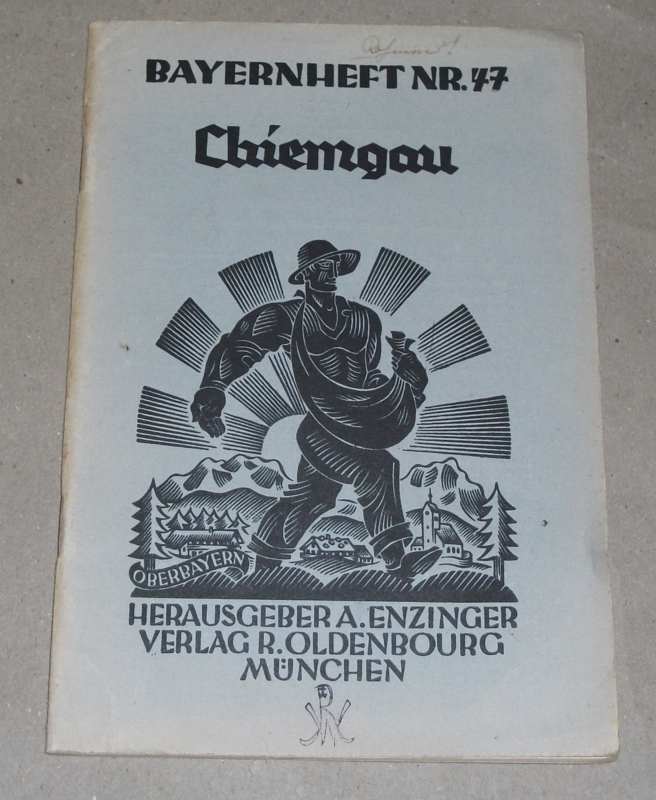 BAYERNHEFT NR. 47
Chiemgau
OBERBAYERN
HERAUSGEBER A. ENZINGER
VERLAG R. OLDENBOURG
MÜNCHEN